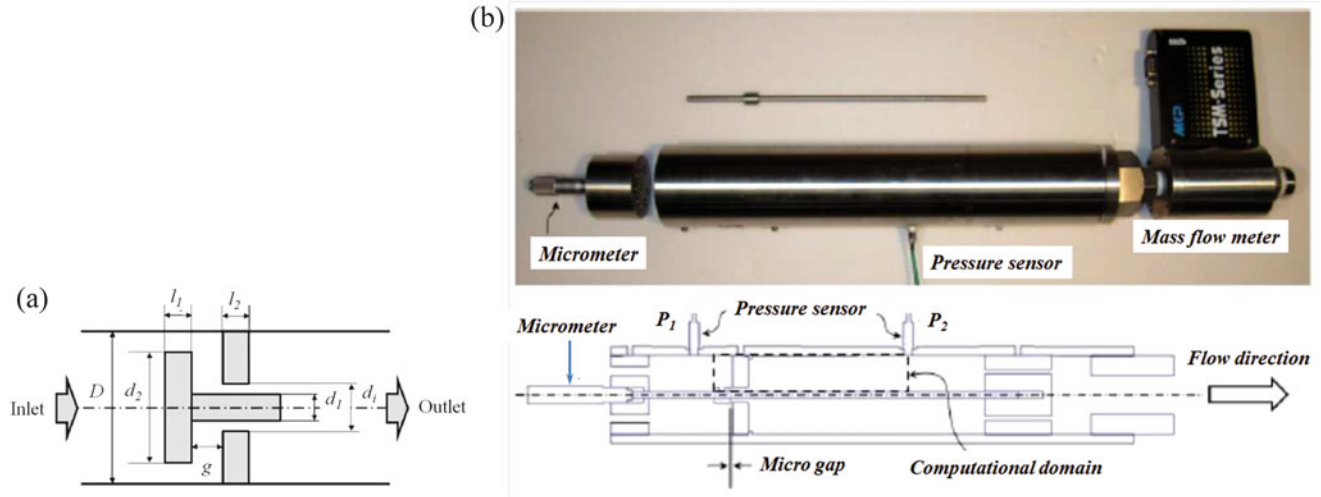 (a)
l1
l2
D
d2
d1
di
g
Inlet
Outlet
(b)
TSM-Series
Micrometer
Pressure sensor
Mass flow meter
Micrometer
P1
Pressure sensor
P2
Flow direction
Micro gap
Computational domain